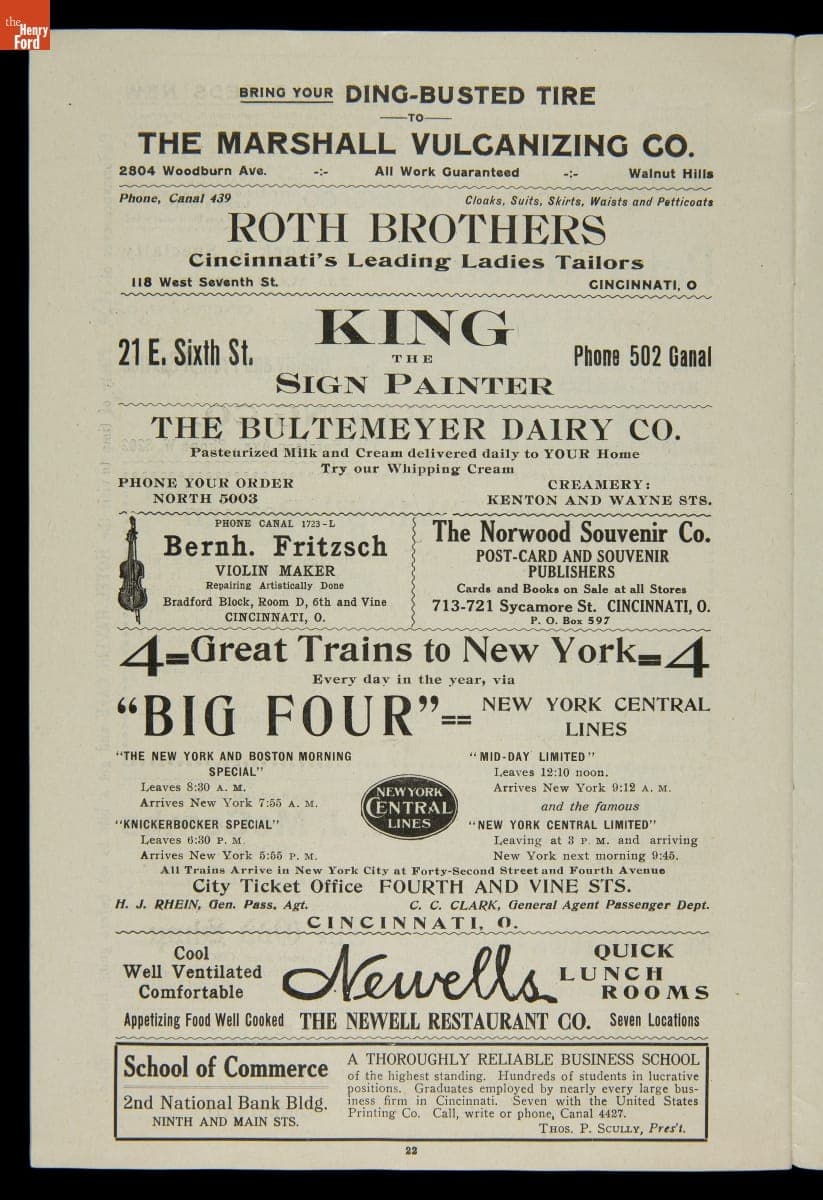 the
Henry
Ford
BRING YOUR DING-BUSTED TIRE
TO
THE MARSHALL VULCANIZING CO.
2804 Woodburn Ave. -:- All Work Guaranteed -:- Walnut Hills
Phone, Canal 439 Cloaks, Suits, Skirts, Waists and Petticoats
ROTH BROTHERS
Cincinnati's Leading Ladies Tailors
118 West Seventh St. CINCINNATI, O
KING
21 E. Sixth St. THE Phone 502 Canal
SIGN PAINTER
THE BULTEMEYER DAIRY CO.
Pasteurized Milk and Cream delivered daily to YOUR Home
Try our Whipping Cream
PHONE YOUR ORDER CREAMERY:
NORTH 5003 KENTON AND WAYNE STS.
PHONE CANAL 1723-L
Bernh. Fritzsch
VIOLIN MAKER
Repairing Artistically Done
Bradford Block, Room D, 6th and Vine
CINCINNATI, O.
The Norwood Souvenir Co.
POST-CARD AND SOUVENIR
PUBLISHERS
Cards and Books on Sale at all Stores
713-721 Sycamore St. CINCINNATI, O.
P. O. Box 597
4=Great Trains to New York=4
Every day in the year, via
"BIG FOUR"== NEW YORK CENTRAL
LINES
"THE NEW YORK AND BOSTON MORNING
SPECIAL"
Leaves 8:30 A. M.
Arrives New York 7:55 A. M.
"KNICKERBOCKER SPECIAL"
Leaves 6:30 P. M
Arrives New York 5:55 P. M.
NEW YORK
CENTRAL
LINES
"MID-DAY LIMITED"
Leaves 12:10 noon.
Arrives New York 9:12 A. M.
and the famous
"NEW YORK CENTRAL LIMITED"
Leaving at 3 P. M. and arriving
New York next morning 9:45.
All Trains Arrive in New York City at Forty-Second Street and Fourth Avenue
City Ticket Office FOURTH AND VINE STS.
H. J. RHEIN, Gen. Pass. Agt. C. C. CLARK, General Agent Passenger Dept.
CINCINNATI, O.
Cool
Well Ventilated
Comfortable
Newells
QUICK
LUNCH
ROOMS
Appetizing Food Well Cooked THE NEWELL RESTAURANT CO. Seven Locations
School of Commerce
2nd National Bank Bldg.
NINTH AND MAIN STS.
A THOROUGHLY RELIABLE BUSINESS SCHOOL
of the highest standing. Hundreds of students in lucrative
positions. Graduates employed by nearly every large bus-
iness firm in Cincinnati. Seven with the United States
Printing Co. Call, write or phone, Canal 4427.
THOS. P. SCULLY, Pres't.
22